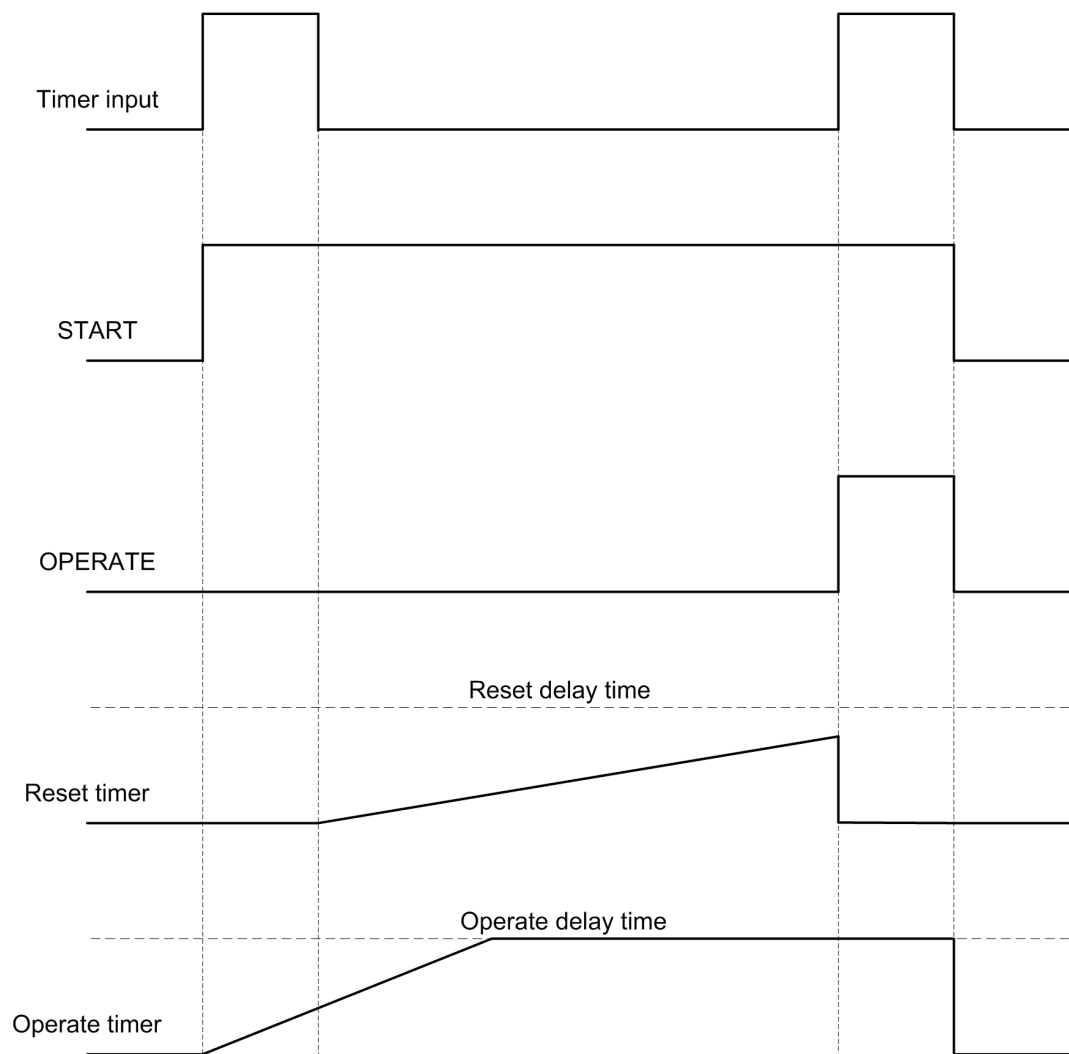 Timer input
START
OPERATE
Reset delay time
Reset timer
Operate delay time
Operate timer